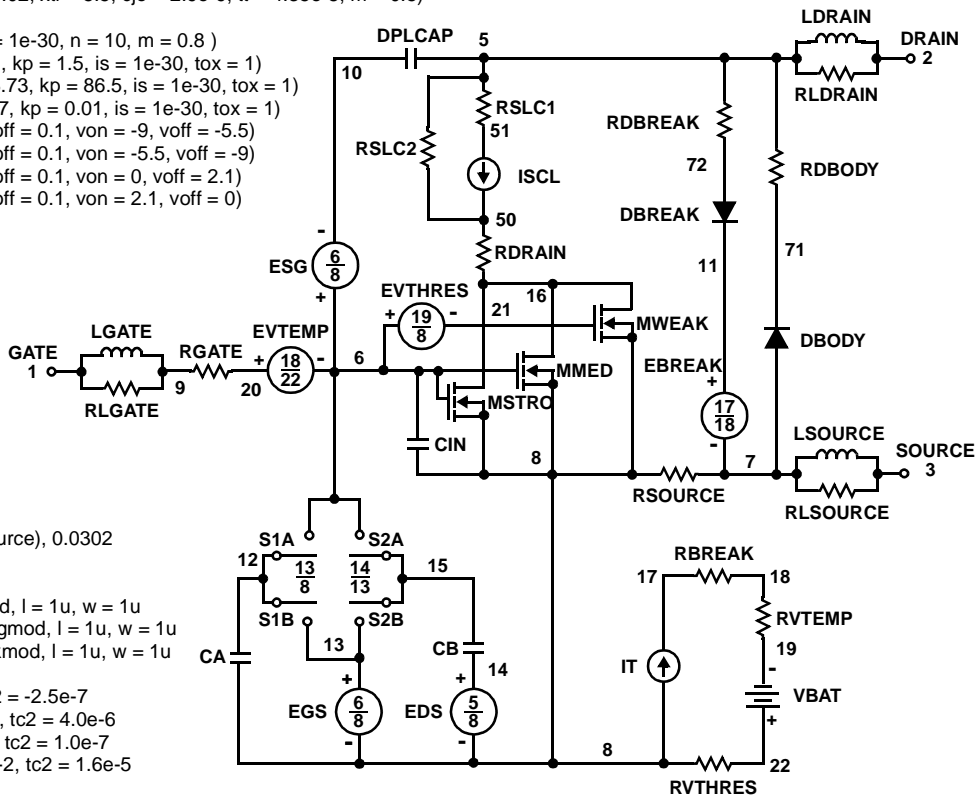 = 1e-30, n = 10, m = 0.8 )
, kp = 1.5, is = 1e-30, tox = 1)
.73, kp = 86.5, is = 1e-30, tox = 1)
7, kp = 0.01, is = 1e-30, tox = 1)
off = 0.1, von = -9, voff = -5.5)
off = 0.1, von = -5.5, voff = -9)
off = 0.1, von = 0, voff = 2.1)
off = 0.1, von = 2.1, voff = 0)
DPLCAP
5
10
LDRAIN
DRAIN
2
RLDRAIN
RSLC1
51
RSLC2
ISCL
50
RDRAIN
RDBREAK
72
RDBODY
DBREAK
71
11
ESG
-
6
8
+
EVTHRES
+
19
8
-
21
16
MWEAK
LGATE
GATE
1
RLGATE
9
RGATE
20
EVTEMP
+
18
22
-
6
MMED
MSTRO
EBREAK
+
17
18
-
DBODY
CIN
8
RSOURCE
7
LSOURCE
SOURCE
3
RLSOURCE
urce), 0.0302
S1A
S2A
12
13
8
14
13
15
S1B
S2B
13
CA
CB
14
+
EGS
6
8
-
+
EDS
5
8
-
8
RBREAK
17
18
RVTEMP
19
IT
-
VBAT
+
22
RVTHRES
d, l = 1u, w = 1u
gmod, l = 1u, w = 1u
kmod, l = 1u, w = 1u
2 = -2.5e-7
, tc2 = 4.0e-6
tc2 = 1.0e-7
-2, tc2 = 1.6e-5